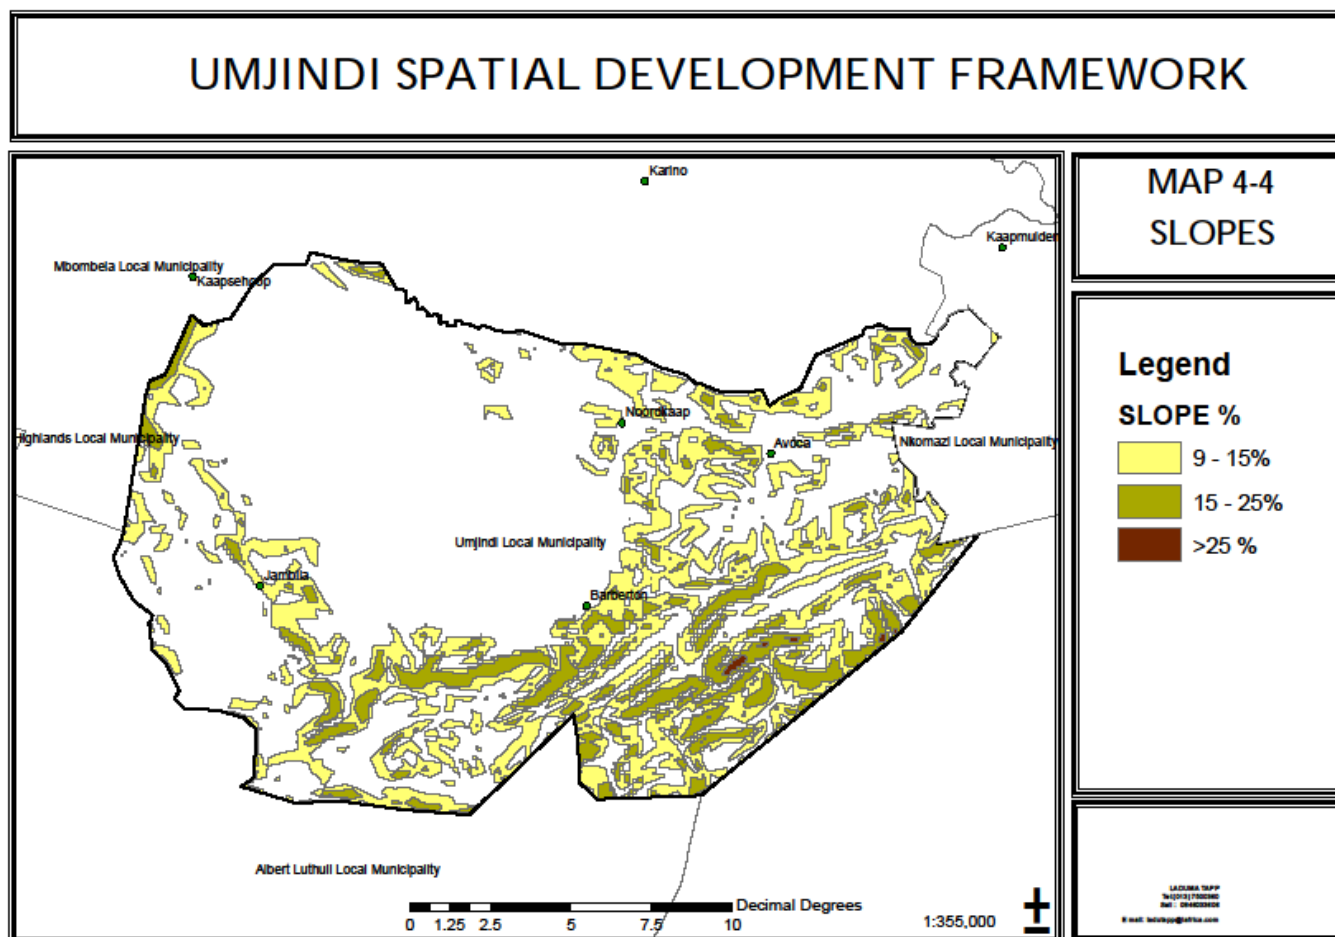 UMJINDI SPATIAL DEVELOPMENT FRAMEWORK
MAP 4-4
SLOPES
Karino
Kaapmuiden
Mbombela Local Municipality
Kaapsehoop
Noordkaap
Highlands Local Municipality
Avoca
Nkomazi Local Municipality
Umjindi Local Municipality
Jambila
Barberton
Albert Luthuli Local Municipality
Decimal Degrees
0 1.25 2.5 5 7.5 10
1:355,000
Legend
SLOPE %
9 - 15%
15 - 25%
>25 %
LADUMA TAPP